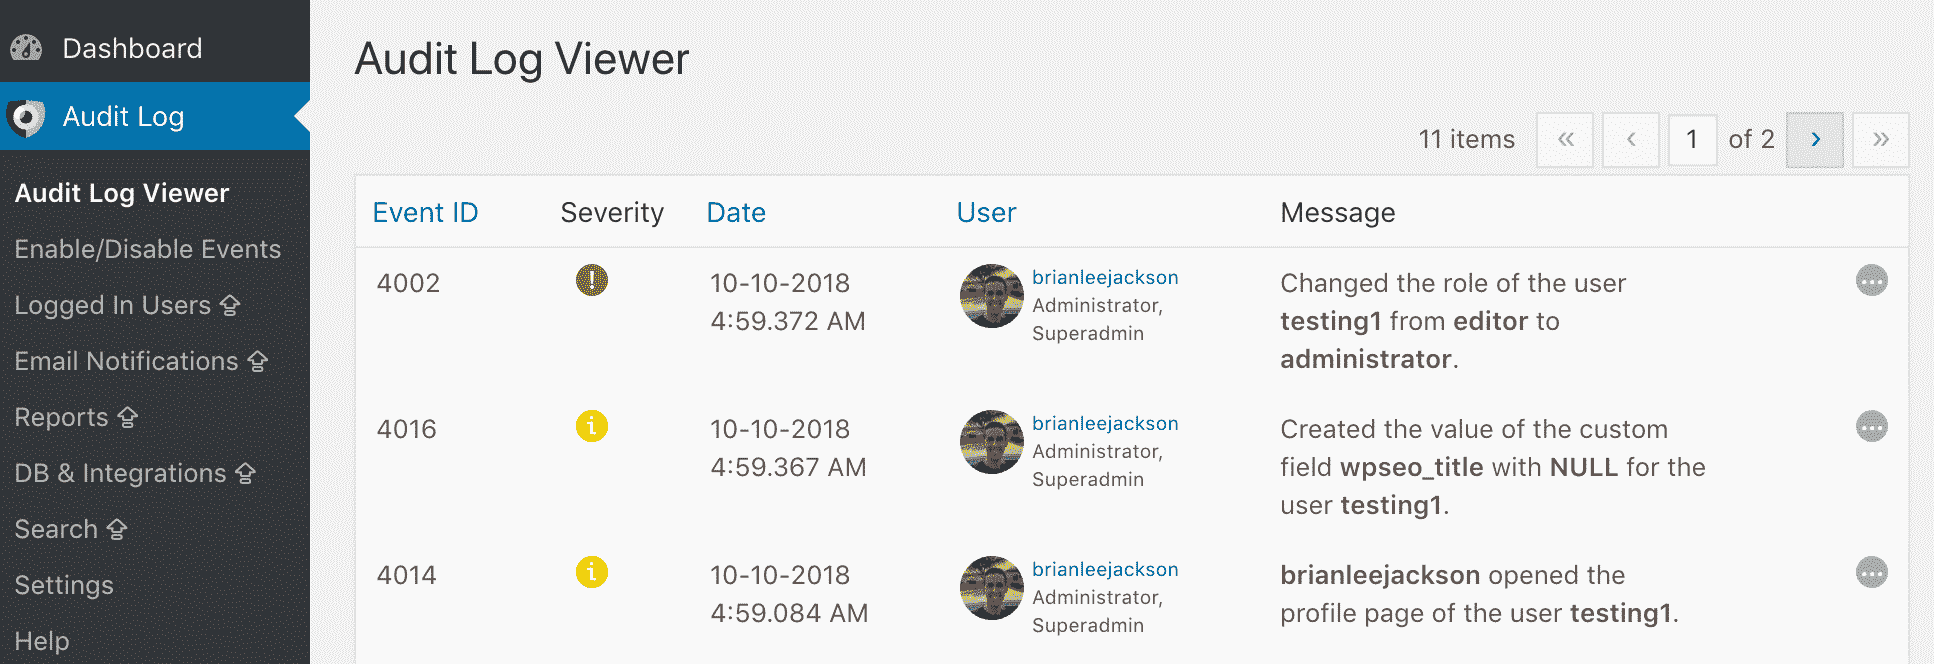 Dashboard
Audit Log
Audit Log Viewer
Enable/Disable Events
Logged In Users
Email Notifications
Reports
DB & Integrations
Search
Settings
Help
Audit Log Viewer
11 items « ‹ 1 of 2 › »
Event ID Severity Date User Message
4002
10-10-2018
4:59.372 AM
brianleejackson
Administrator,
Superadmin
Changed the role of the user
testing1 from editor to
administrator.
4016
10-10-2018
4:59.367 AM
brianleejackson
Administrator,
Superadmin
Created the value of the custom
field wpseo_title with NULL for the
user testing1.
4014
10-10-2018
4:59.084 AM
brianleejackson
Administrator,
Superadmin
brianleejackson opened the
profile page of the user testing1.